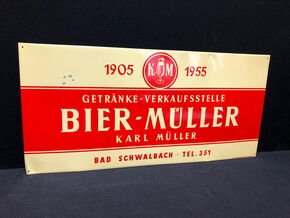 1905 KM 1955
GETRÄNKE-VERKAUFSSTELLE
BIER-MÜLLER
KARL MÜLLER
BAD SCHWALBACH · TEL. 351